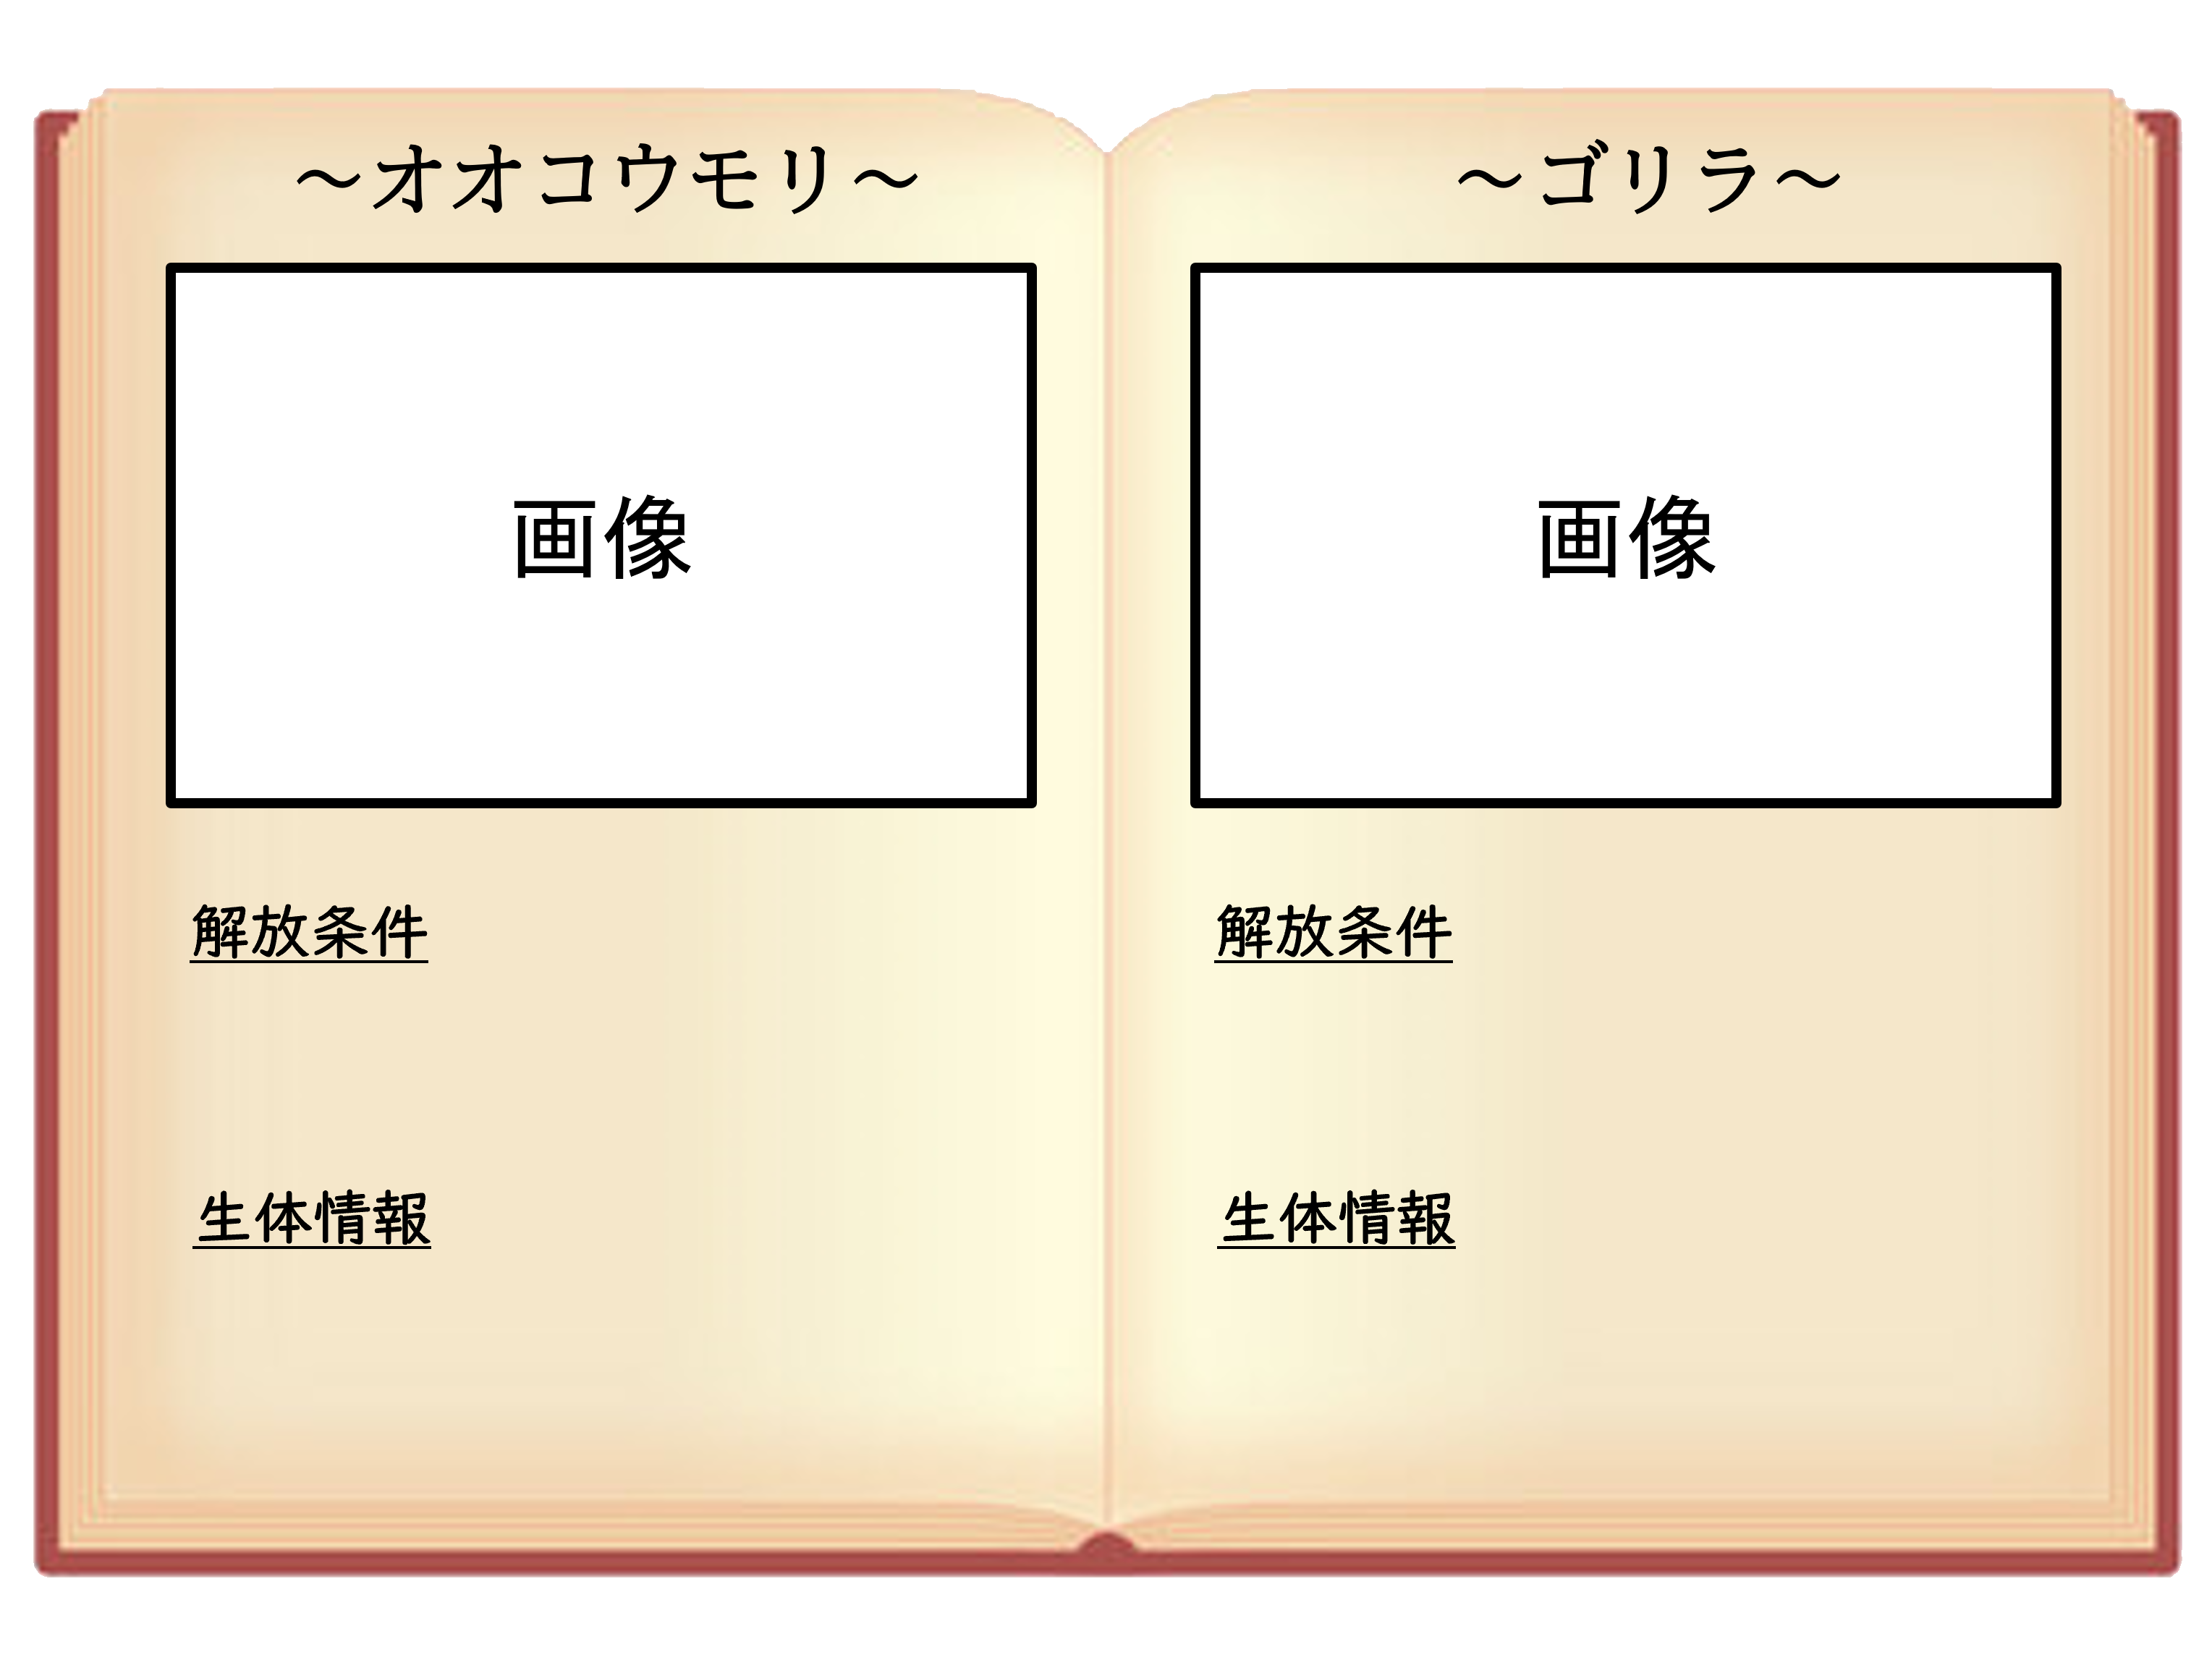 ～オオコウモリ～
画像
解放条件
生体情報
～ゴリラ～
画像
解放条件
生体情報